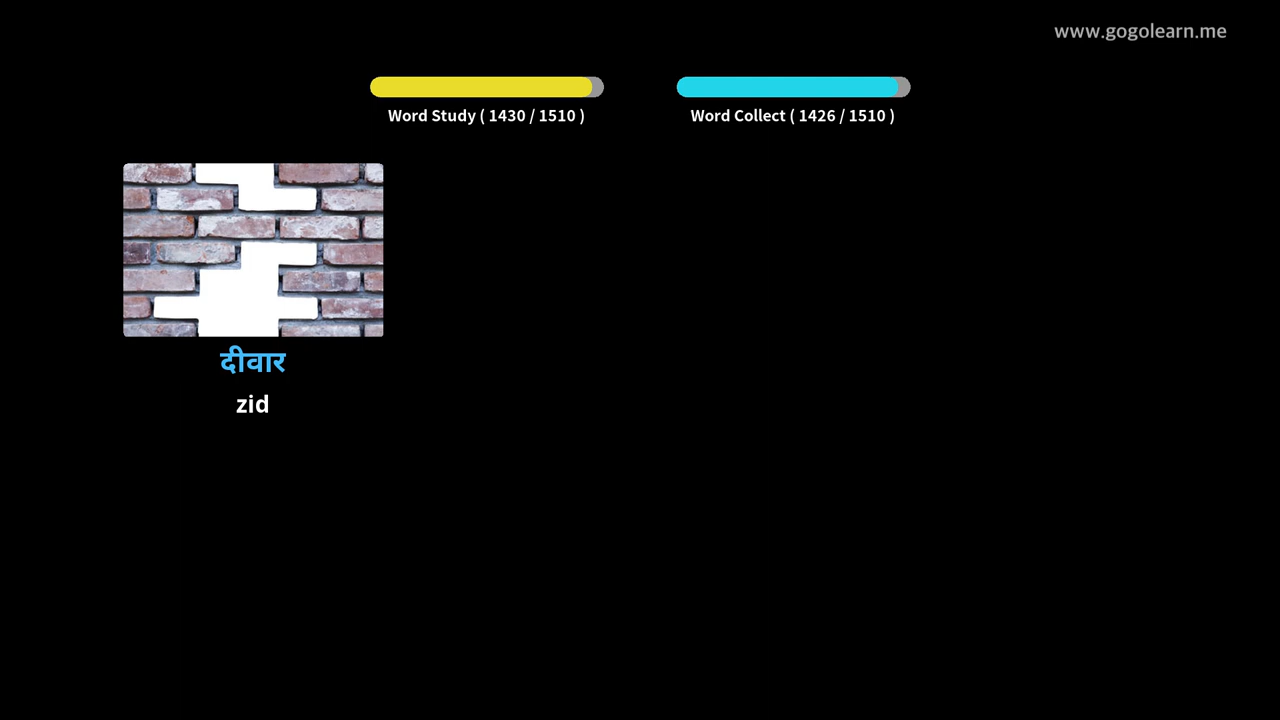 www.gogolearn.me
Word Study ( 1430 / 1510 )
Word Collect ( 1426 / 1510 )
दीवार
zid